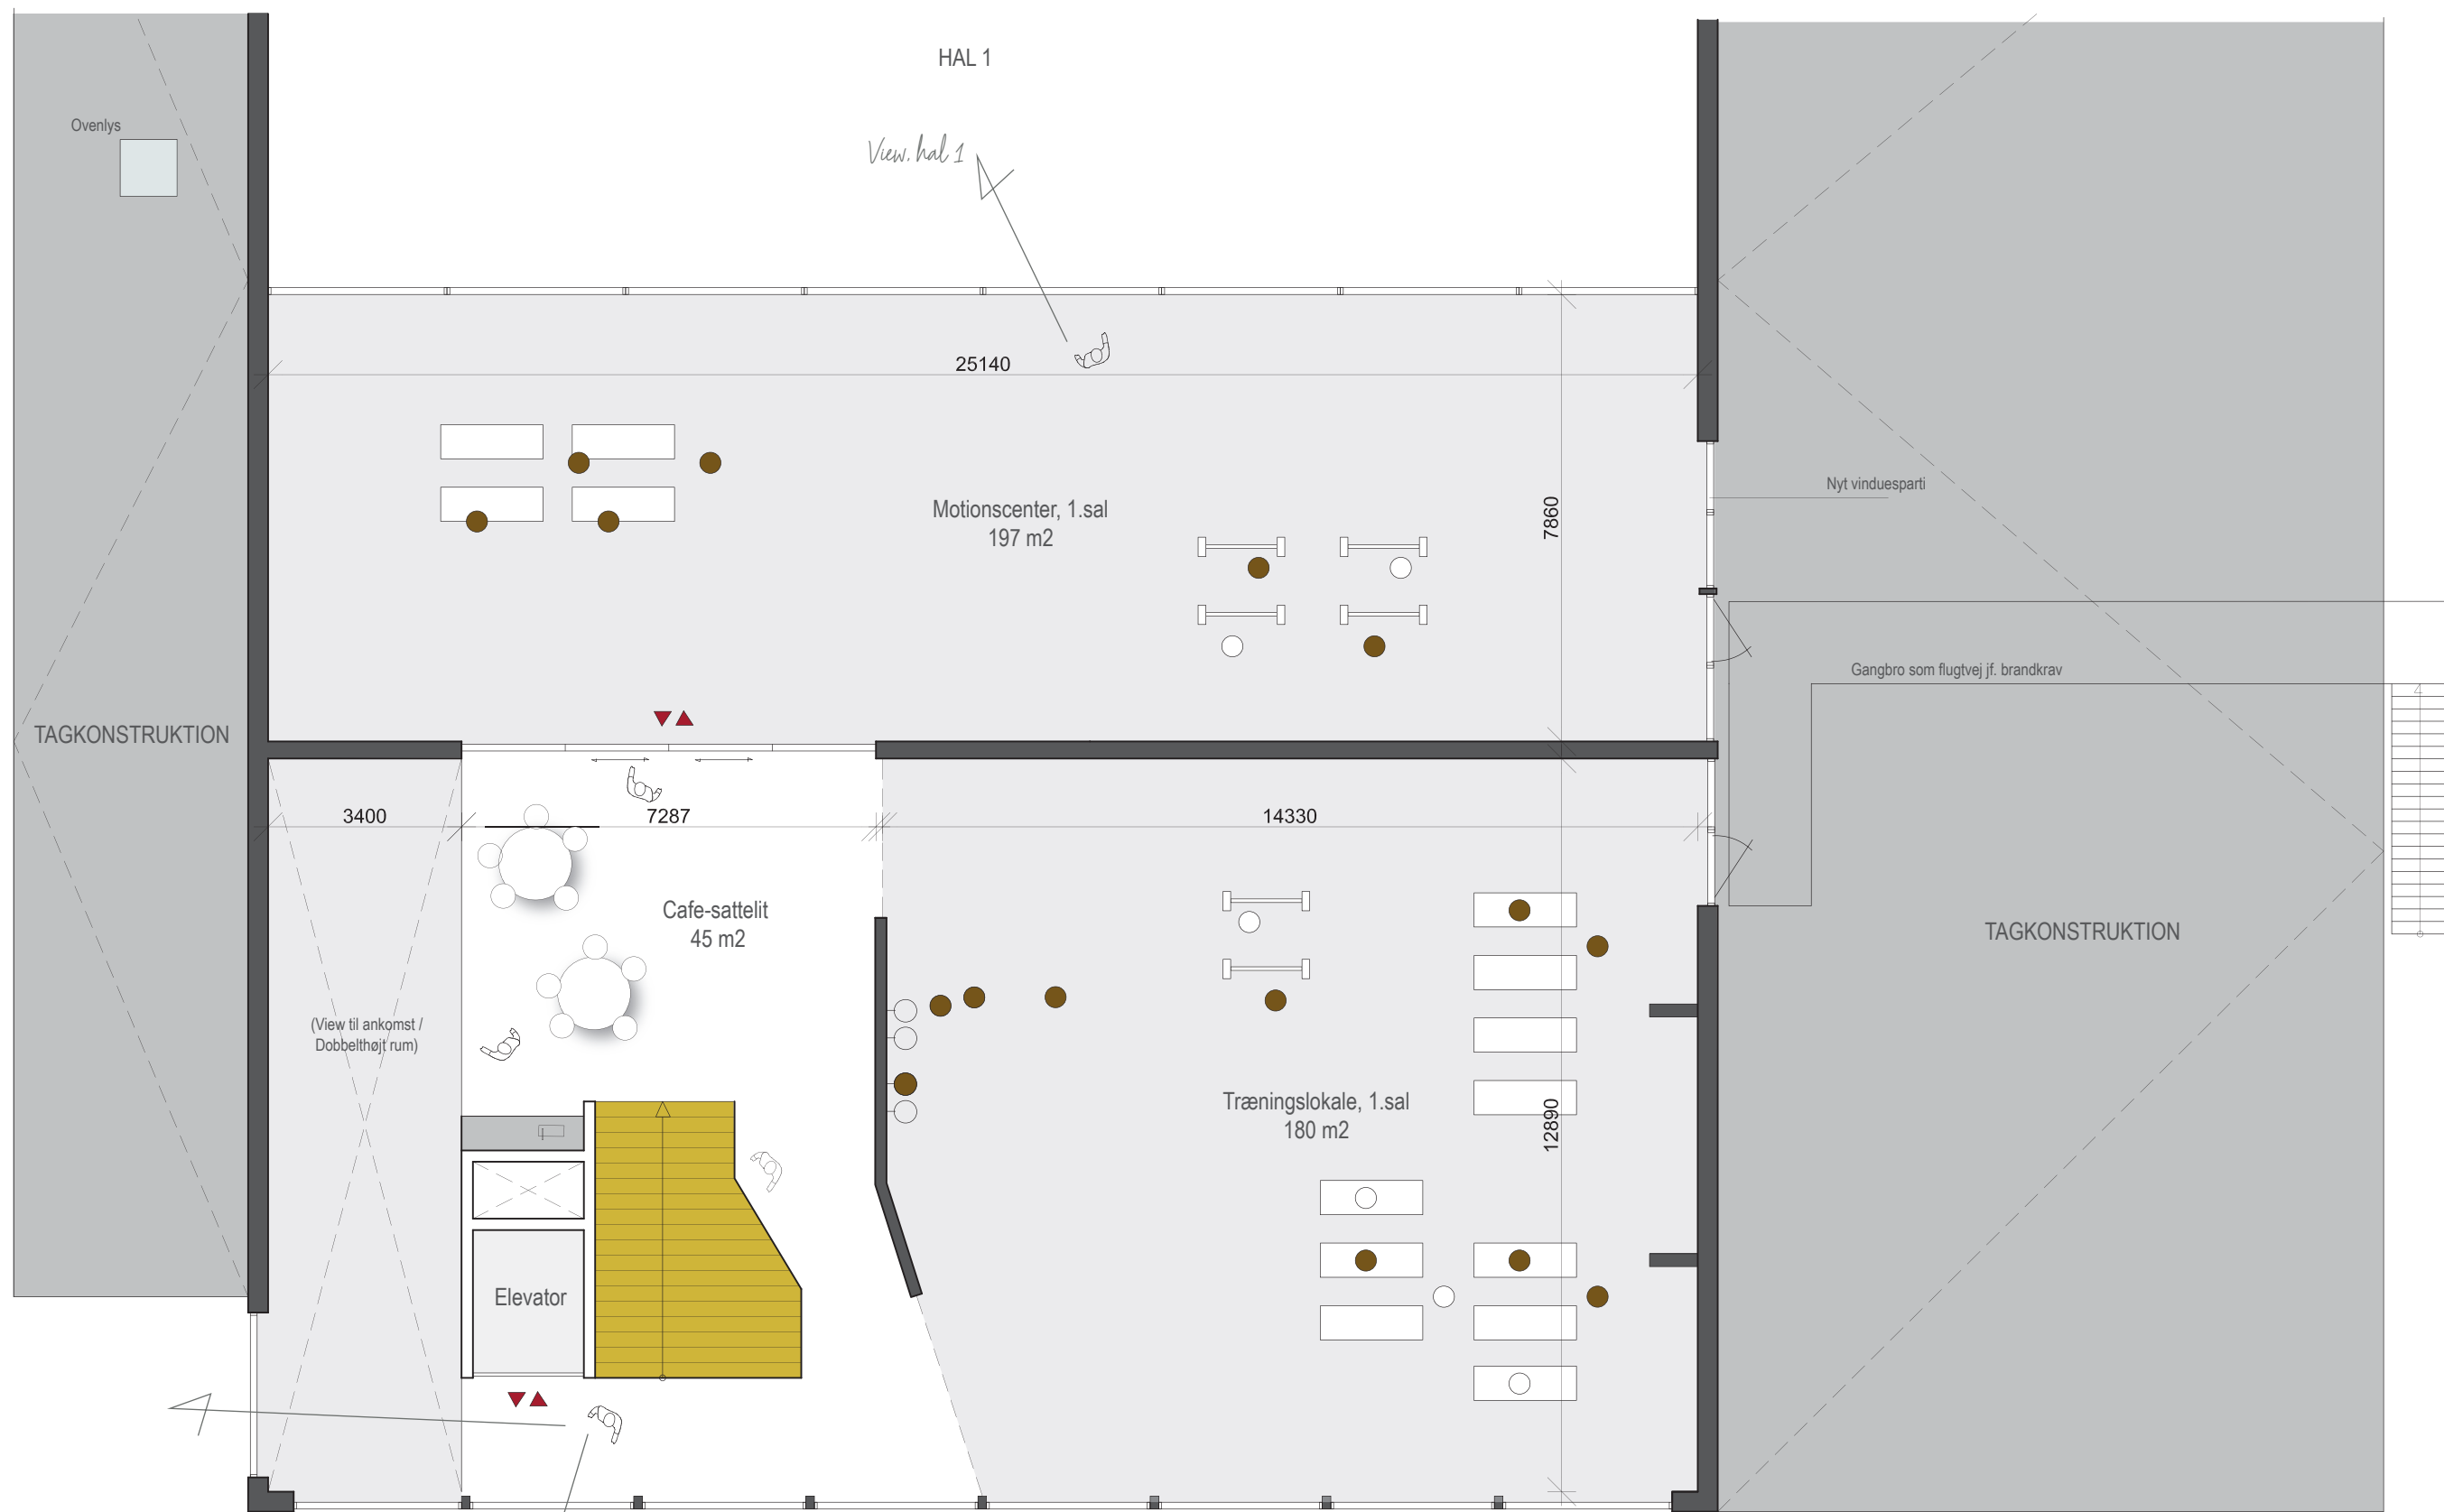 HAL 1
Ovenlys
View. hal 1
25140
Nyt vinduesparti
Motionscenter, 1.sal
197 m2
7860
Gangbro som flugtvej jf. brandkrav
TAGKONSTRUKTION
3400
7287
14330
Cafe-sattelit
45 m2
TAGKONSTRUKTION
(View til ankomst /
Dobbelthøjt rum)
Træningslokale, 1.sal
180 m2
12890
Elevator